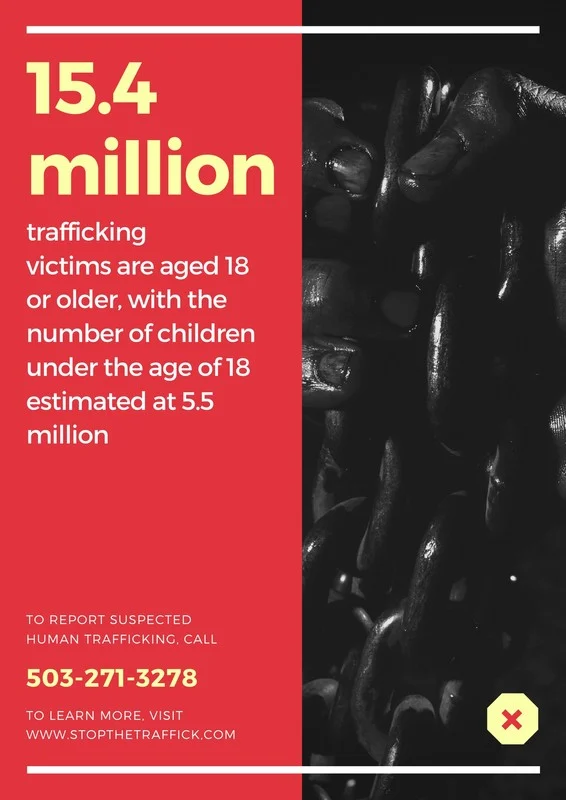 15.4
million
trafficking
victims are aged 18
or older, with the
number of children
under the age of 18
estimated at 5.5
million
TO REPORT SUSPECTED
HUMAN TRAFFICKING, CALL
503-271-3278
TO LEARN MORE, VISIT
WWW.STOPTHETRAFFICK.COM